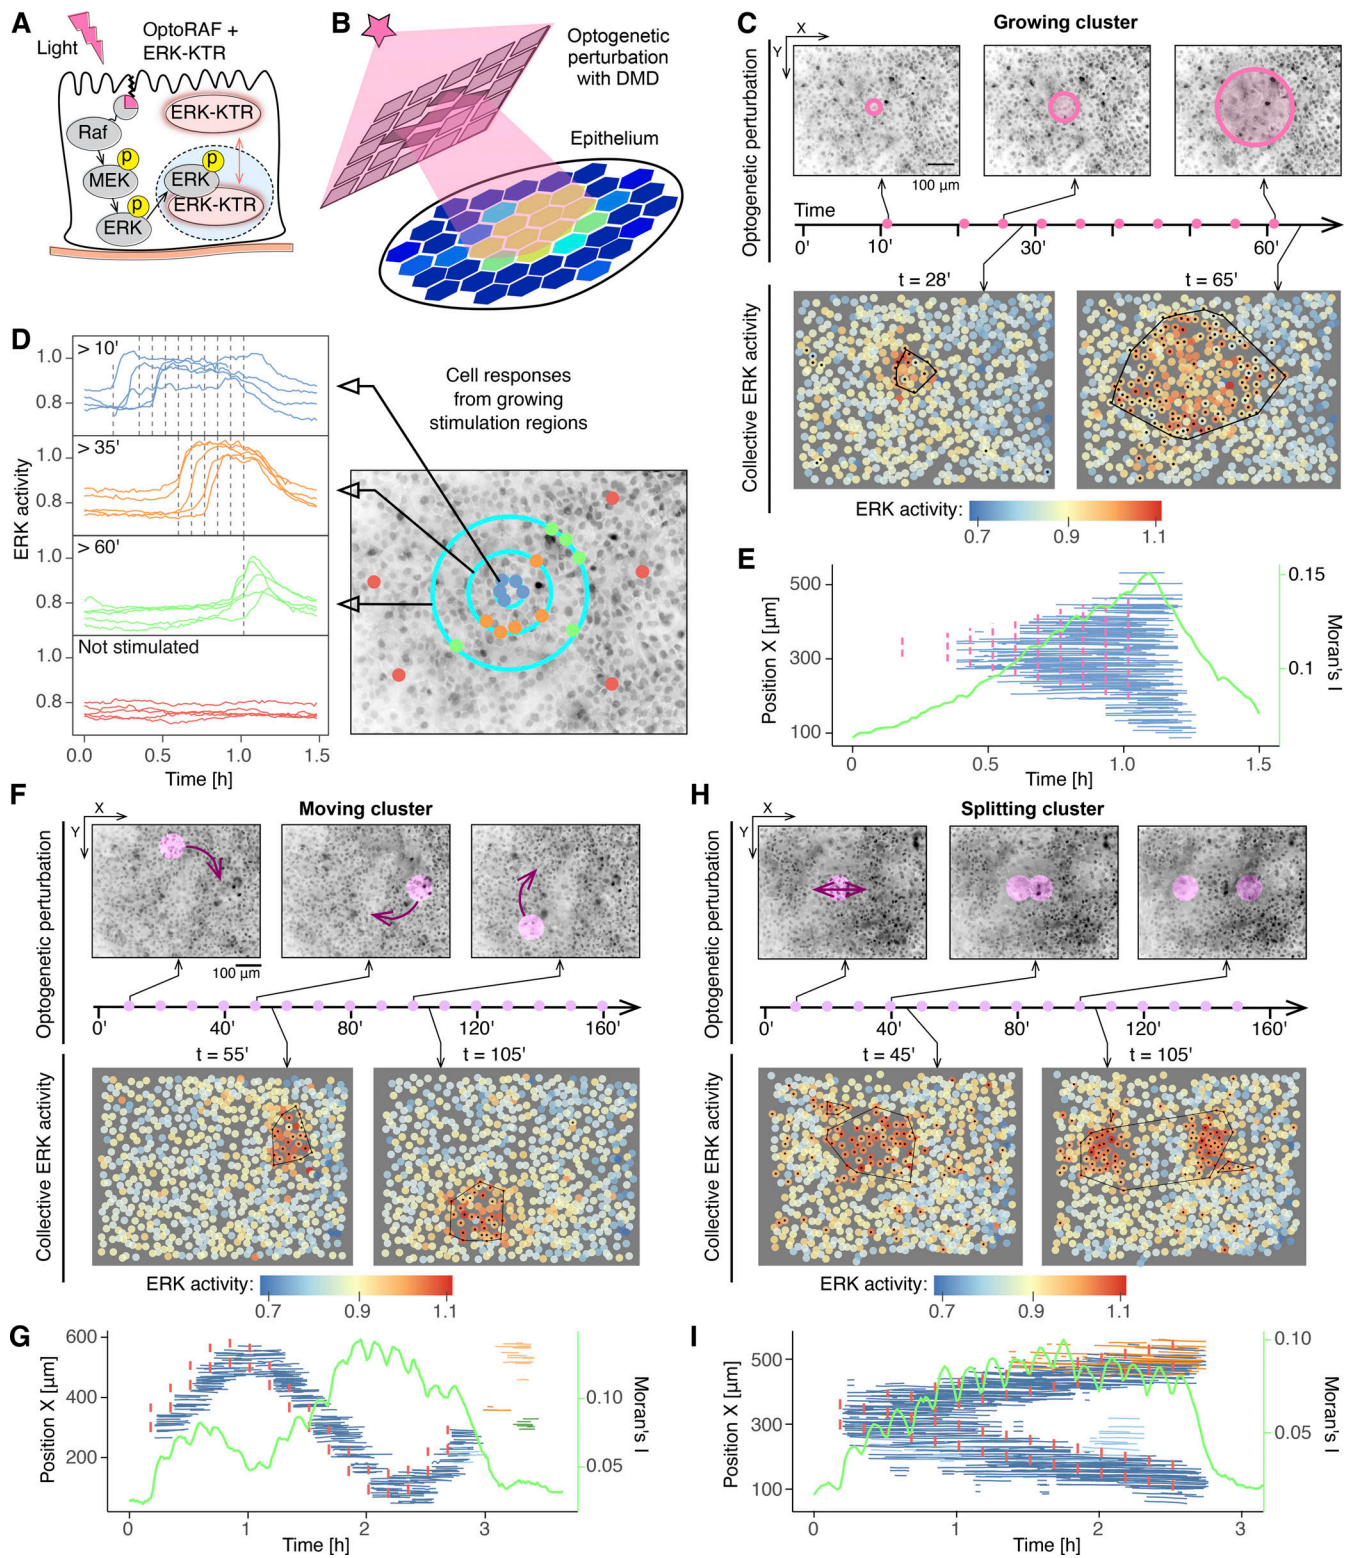 A
Light
OptoRAF +
ERK-KTR
ERK-KTR
Raf
p
MEK
p
ERK
p
ERK
ERK-KTR
B
Optogenetic
perturbation
with DMD
Epithelium
C
Growing cluster
X
Y
Optogenetic perturbation
100 µm
Time
0' 10' 30' 60'
t = 28' t = 65'
Collective ERK activity
ERK activity:
0.7 0.9 1.1
D
ERK activity
> 10'
1.0
0.8
> 35'
1.0
0.8
> 60'
1.0
0.8
Not stimulated
1.0
0.8
0.0 0.5 1.0 1.5
Time [h]
Cell responses
from growing
stimulation regions
E
Position X [µm]
500
300
100
0 0.5 1.0 1.5
Time [h]
0.15
0.1
Moran's I
F
Moving cluster
X
Y
Optogenetic perturbation
100 µm
0' 40' 80' 120' 160'
t = 55' t = 105'
Collective ERK activity
ERK activity:
0.7 0.9 1.1
G
Position X [µm]
600
400
200
0 1 2 3
Time [h]
0.10
0.05
Moran's I
H
Splitting cluster
X
Y
Optogenetic perturbation
0' 40' 80' 120' 160'
t = 45' t = 105'
Collective ERK activity
ERK activity:
0.7 0.9 1.1
I
Position X [µm]
500
300
100
0 1 2 3
Time [h]
0.10
0.05
Moran's I